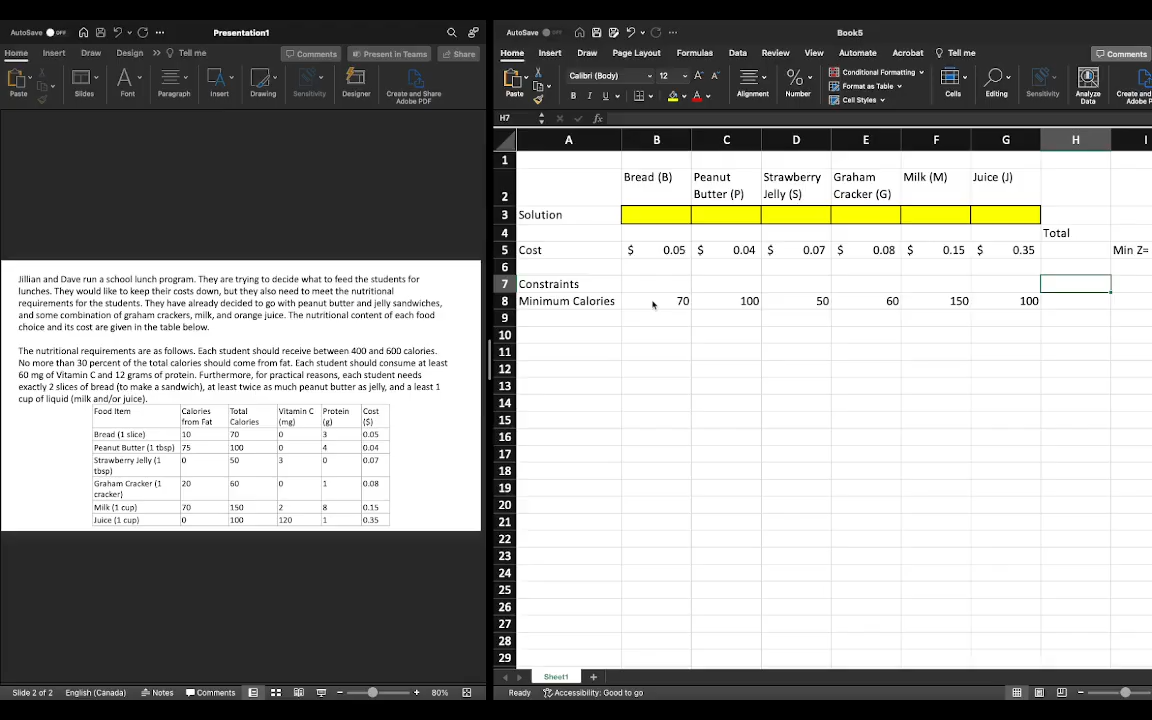 AutoSave OFF Presentation1
Home Insert Draw Design >> Tell me Comments Present in Teams Share
Paste Slides Font Paragraph Insert Drawing Sensitivity Designer Create and Share Adobe PDF
Jillian and Dave run a school lunch program. They are trying to decide what to feed the students for
lunches. They would like to keep their costs down, but they also need to meet the nutritional
requirements for the students. They have already decided to go with peanut butter and jelly sandwiches,
and some combination of graham crackers, milk, and orange juice. The nutritional content of each food
choice and its cost are given in the table below.
The nutritional requirements are as follows. Each student should receive between 400 and 600 calories.
No more than 30 percent of the total calories should come from fat. Each student should consume at least
60 mg of Vitamin C and 12 grams of protein. Furthermore, for practical reasons, each student needs
exactly 2 slices of bread (to make a sandwich), at least twice as much peanut butter as jelly, and a least 1
cup of liquid (milk and/or juice).
Food Item Calories from Fat Total Calories Vitamin C (mg) Protein (g) Cost ($)
Bread (1 slice) 10 70 0 3 0.05
Peanut Butter (1 tbsp) 75 100 0 4 0.04
Strawberry Jelly (1 tbsp) 0 50 3 0 0.07
Graham Cracker (1 cracker) 20 60 0 1 0.08
Milk (1 cup) 70 150 2 8 0.15
Juice (1 cup) 0 100 120 1 0.35
Slide 2 of 2 English (Canada) Notes Comments 80%
AutoSave OFF Book5
Home Insert Draw Page Layout Formulas Data Review View Automate Acrobat Tell me Comments
Paste Calibri (Body) 12 Alignment Number Conditional Formatting Format as Table Cell Styles Cells Editing Sensitivity Analyze Data Create and Adobe P
H7 fx
A B C D E F G H I
1
2 Bread (B) Peanut Butter (P) Strawberry Jelly (S) Graham Cracker (G) Milk (M) Juice (J)
3 Solution
4 Total
5 Cost $ 0.05 $ 0.04 $ 0.07 $ 0.08 $ 0.15 $ 0.35 Min Z=
6
7 Constraints
8 Minimum Calories 70 100 50 60 150 100
9
10
11
12
13
14
15
16
17
18
19
20
21
22
23
24
25
26
27
28
29
Sheet1 +
Ready Accessibility: Good to go